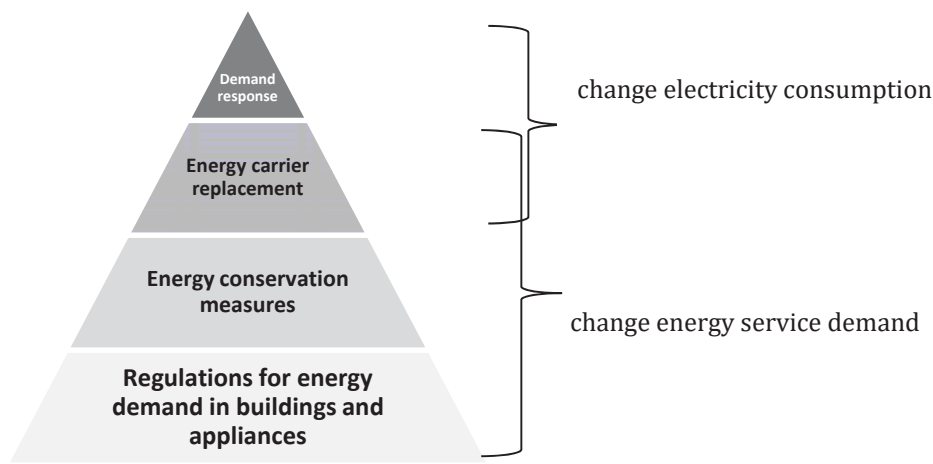 Demand
response
change electricity consumption
Energy carrier
replacement
Energy conservation
measures
change energy service demand
Regulations for energy
demand in buildings and
appliances